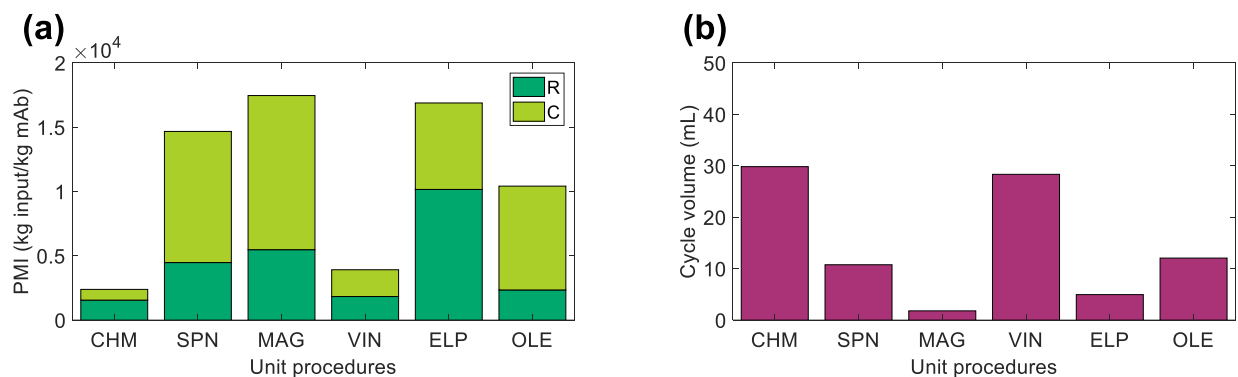 (a)
×10⁴
PMI (kg input/kg mAb)
2
1.5
1
0.5
0
R
C
CHM SPN MAG VIN ELP OLE
Unit procedures
(b)
Cycle volume (mL)
50
40
30
20
10
0
CHM SPN MAG VIN ELP OLE
Unit procedures